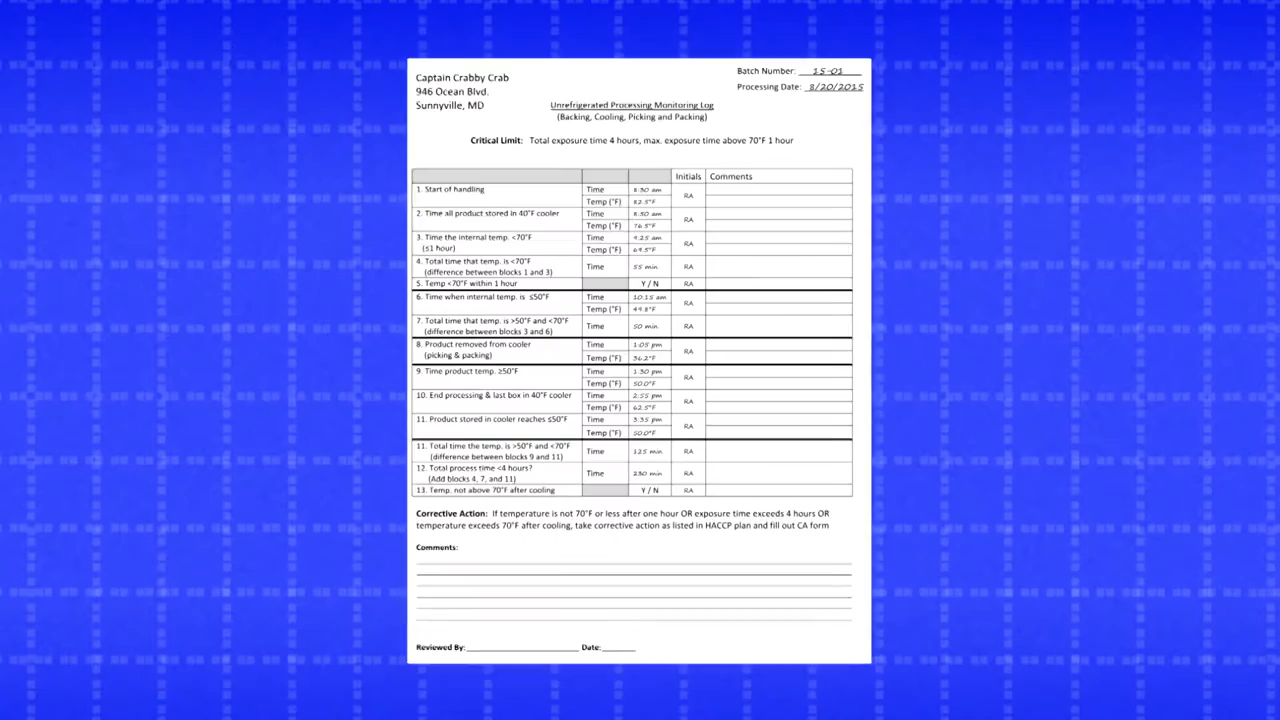 Captain Crabby Crab
946 Ocean Blvd.
Sunnyville, MD
Batch Number: 15-01
Processing Date: 8/20/2015
Unrefrigerated Processing Monitoring Log
(Backing, Cooling, Picking and Packing)
Critical Limit: Total exposure time 4 hours, max. exposure time above 70°F 1 hour
Initials Comments
1. Start of handling Time 8:30 am RA
Temp (°F) 82.5°F
2. Time all product stored in 40°F cooler Time 8:50 am RA
Temp (°F) 76.5°F
3. Time the internal temp. <70°F Time 9:25 am RA
(≤1 hour) Temp (°F) 69.5°F
4. Total time that temp. is <70°F
(difference between blocks 1 and 3) Time 55 min. RA
5. Temp <70°F within 1 hour Y / N RA
6. Time when internal temp. is ≤50°F Time 10:15 am RA
Temp (°F) 49.8°F
7. Total time that temp. is >50°F and <70°F
(difference between blocks 3 and 6) Time 50 min. RA
8. Product removed from cooler Time 1:05 pm RA
(picking & packing) Temp (°F) 36.2°F
9. Time product temp. ≥50°F Time 1:30 pm RA
Temp (°F) 50.0°F
10. End processing & last box in 40°F cooler Time 2:55 pm RA
Temp (°F) 62.5°F
11. Product stored in cooler reaches ≤50°F Time 3:35 pm RA
Temp (°F) 50.0°F
11. Total time the temp. is >50°F and <70°F
(difference between blocks 9 and 11) Time 125 min RA
12. Total process time <4 hours?
(Add blocks 4, 7, and 11) Time 230 min RA
13. Temp. not above 70°F after cooling Y / N RA
Corrective Action: If temperature is not 70°F or less after one hour OR exposure time exceeds 4 hours OR
temperature exceeds 70°F after cooling, take corrective action as listed in HACCP plan and fill out CA form
Comments:
Reviewed By: Date: